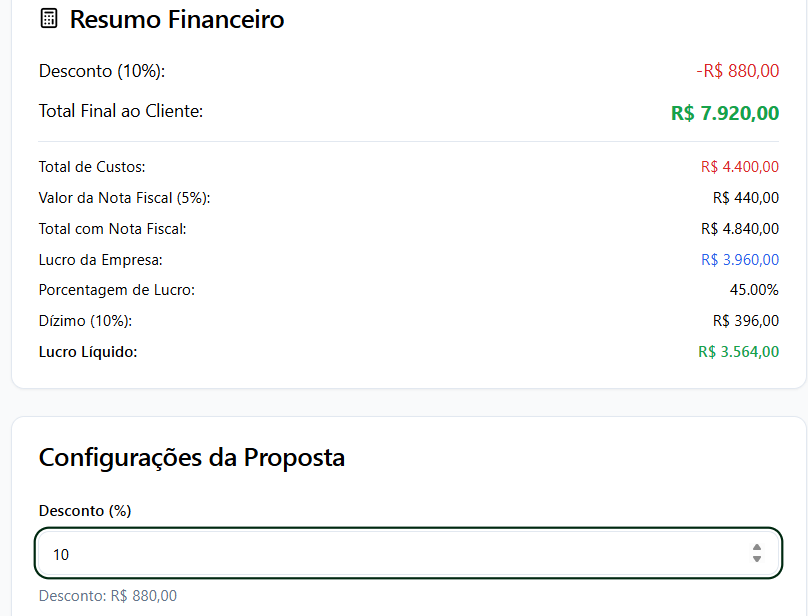 Resumo Financeiro
Desconto (10%): -R$ 880,00
Total Final ao Cliente: R$ 7.920,00
Total de Custos: R$ 4.400,00
Valor da Nota Fiscal (5%): R$ 440,00
Total com Nota Fiscal: R$ 4.840,00
Lucro da Empresa: R$ 3.960,00
Porcentagem de Lucro: 45.00%
Dízimo (10%): R$ 396,00
Lucro Líquido: R$ 3.564,00
Configurações da Proposta
Desconto (%)
10
Desconto: R$ 880,00